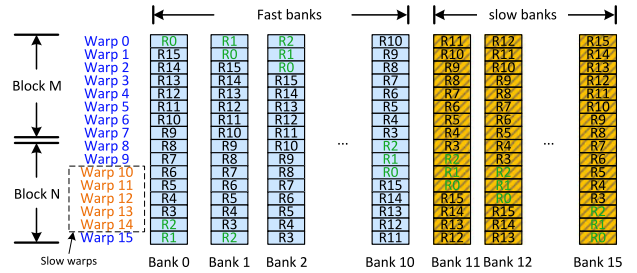 Fast banks slow banks
Warp 0 R0 R1 R2 R10 R11 R12 R15
Warp 1 R15 R0 R1 R9 R10 R11 R14
Warp 2 R14 R15 R0 R8 R9 R10 R13
Warp 3 R13 R14 R15 R7 R8 R9 R12
Block M
Warp 4 R12 R13 R14 R6 R7 R8 R11
Warp 5 R11 R12 R13 R5 R6 R7 R10
Warp 6 R10 R11 R12 R4 R5 R6 R9
Warp 7 R9 R10 R11 R3 R4 R5 R8
Warp 8 R8 R9 R10 ... R2 R3 R4 ... R7
Warp 9 R7 R8 R9 R1 R2 R3 R6
Warp 10 R6 R7 R8 R0 R1 R2 R5
Warp 11 R5 R6 R7 R15 R0 R1 R4
Block N
Warp 12 R4 R5 R6 R14 R15 R0 R3
Warp 13 R3 R4 R5 R13 R14 R15 R2
Warp 14 R2 R3 R4 R12 R13 R14 R1
Warp 15 R1 R2 R3 R11 R12 R13 R0
Slow warps Bank 0 Bank 1 Bank 2 Bank 10 Bank 11 Bank 12 Bank 15